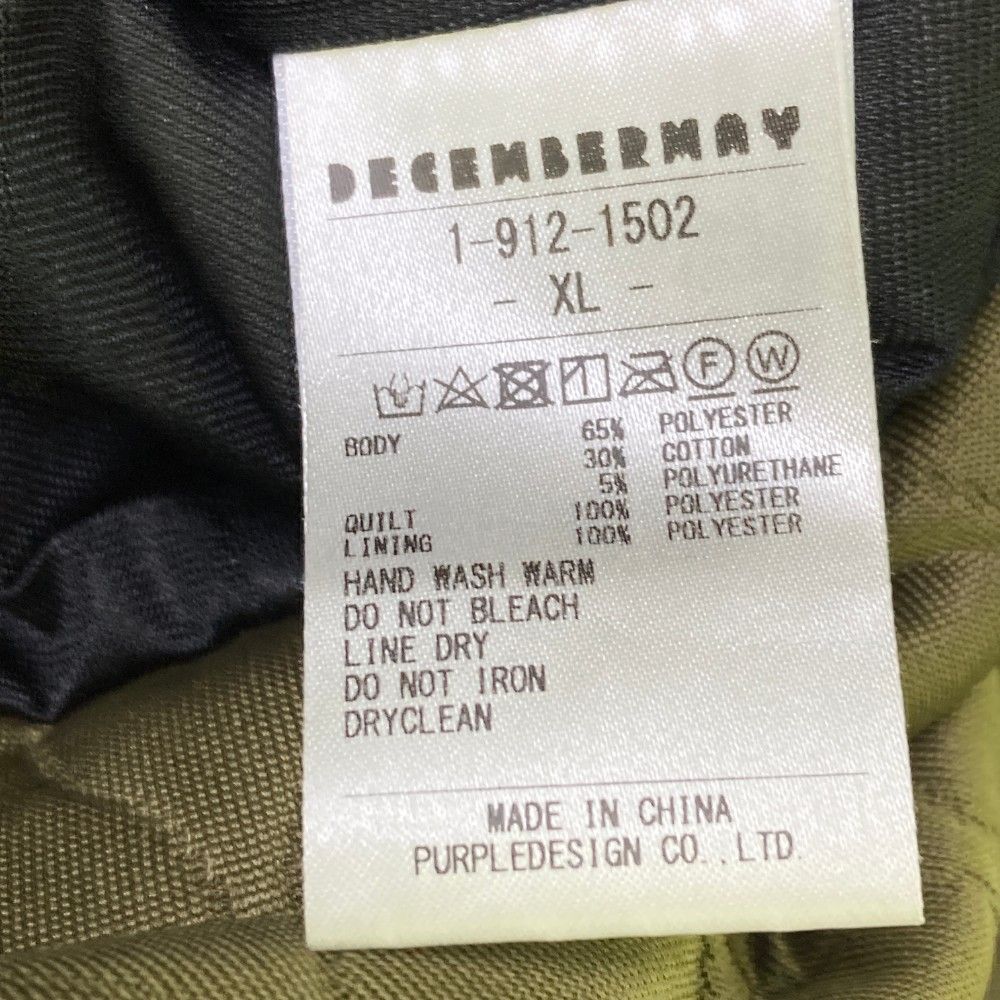 DECEMBERMAY
1-912-1502
- XL -
F W
BODY 65% POLYESTER
30% COTTON
5% POLYURETHANE
QUILT 100% POLYESTER
LINING 100% POLYESTER
HAND WASH WARM
DO NOT BLEACH
LINE DRY
DO NOT IRON
DRYCLEAN
MADE IN CHINA
PURPLEDESIGN CO.,LTD.